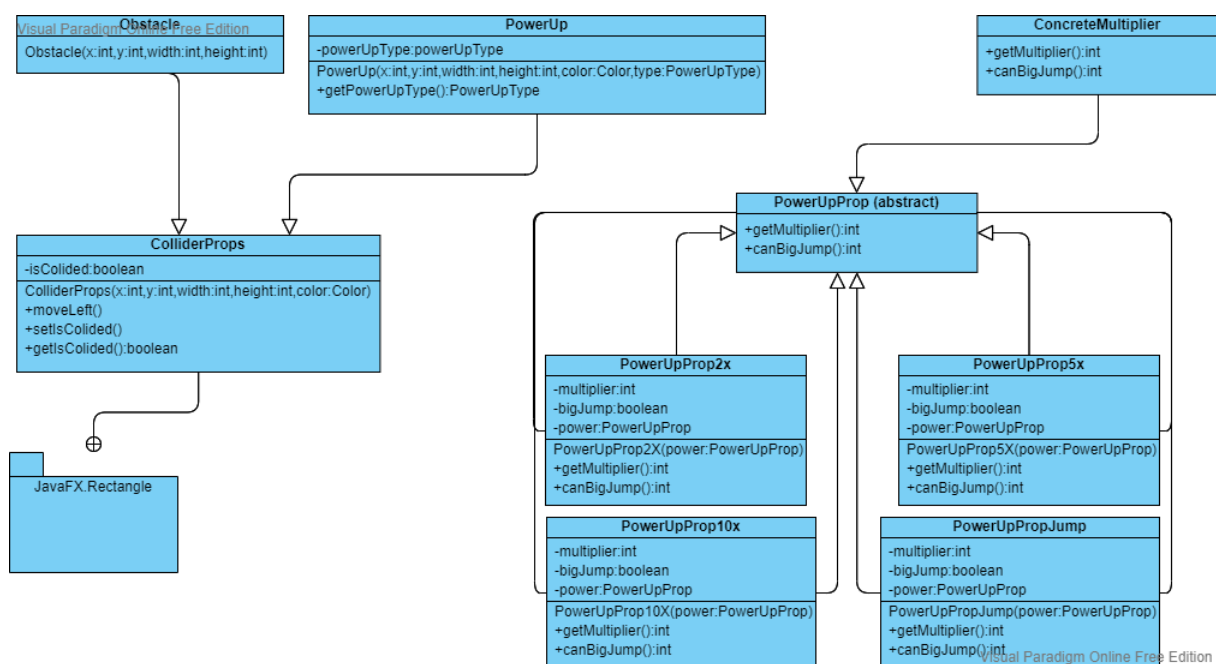 Visual Paradigm Online Free Edition
Obstacle
Obstacle(x:int,y:int,width:int,height:int)
PowerUp
-powerUpType:powerUpType
PowerUp(x:int,y:int,width:int,height:int,color:Color,type:PowerUpType)
+getPowerUpType():PowerUpType
ConcreteMultiplier
+getMultiplier():int
+canBigJump():int
PowerUpProp (abstract)
+getMultiplier():int
+canBigJump():int
ColliderProps
-isColided:boolean
ColliderProps(x:int,y:int,width:int,height:int,color:Color)
+moveLeft()
+setIsColided()
+getIsColided():boolean
JavaFX.Rectangle
PowerUpProp2x
-multiplier:int
-bigJump:boolean
-power:PowerUpProp
PowerUpProp2X(power:PowerUpProp)
+getMultiplier():int
+canBigJump():int
PowerUpProp5x
-multiplier:int
-bigJump:boolean
-power:PowerUpProp
PowerUpProp5X(power:PowerUpProp)
+getMultiplier():int
+canBigJump():int
PowerUpProp10x
-multiplier:int
-bigJump:boolean
-power:PowerUpProp
PowerUpProp10X(power:PowerUpProp)
+getMultiplier():int
+canBigJump():int
PowerUpPropJump
-multiplier:int
-bigJump:boolean
-power:PowerUpProp
PowerUpPropJump(power:PowerUpProp)
+getMultiplier():int
+canBigJump():int
Visual Paradigm Online Free Edition